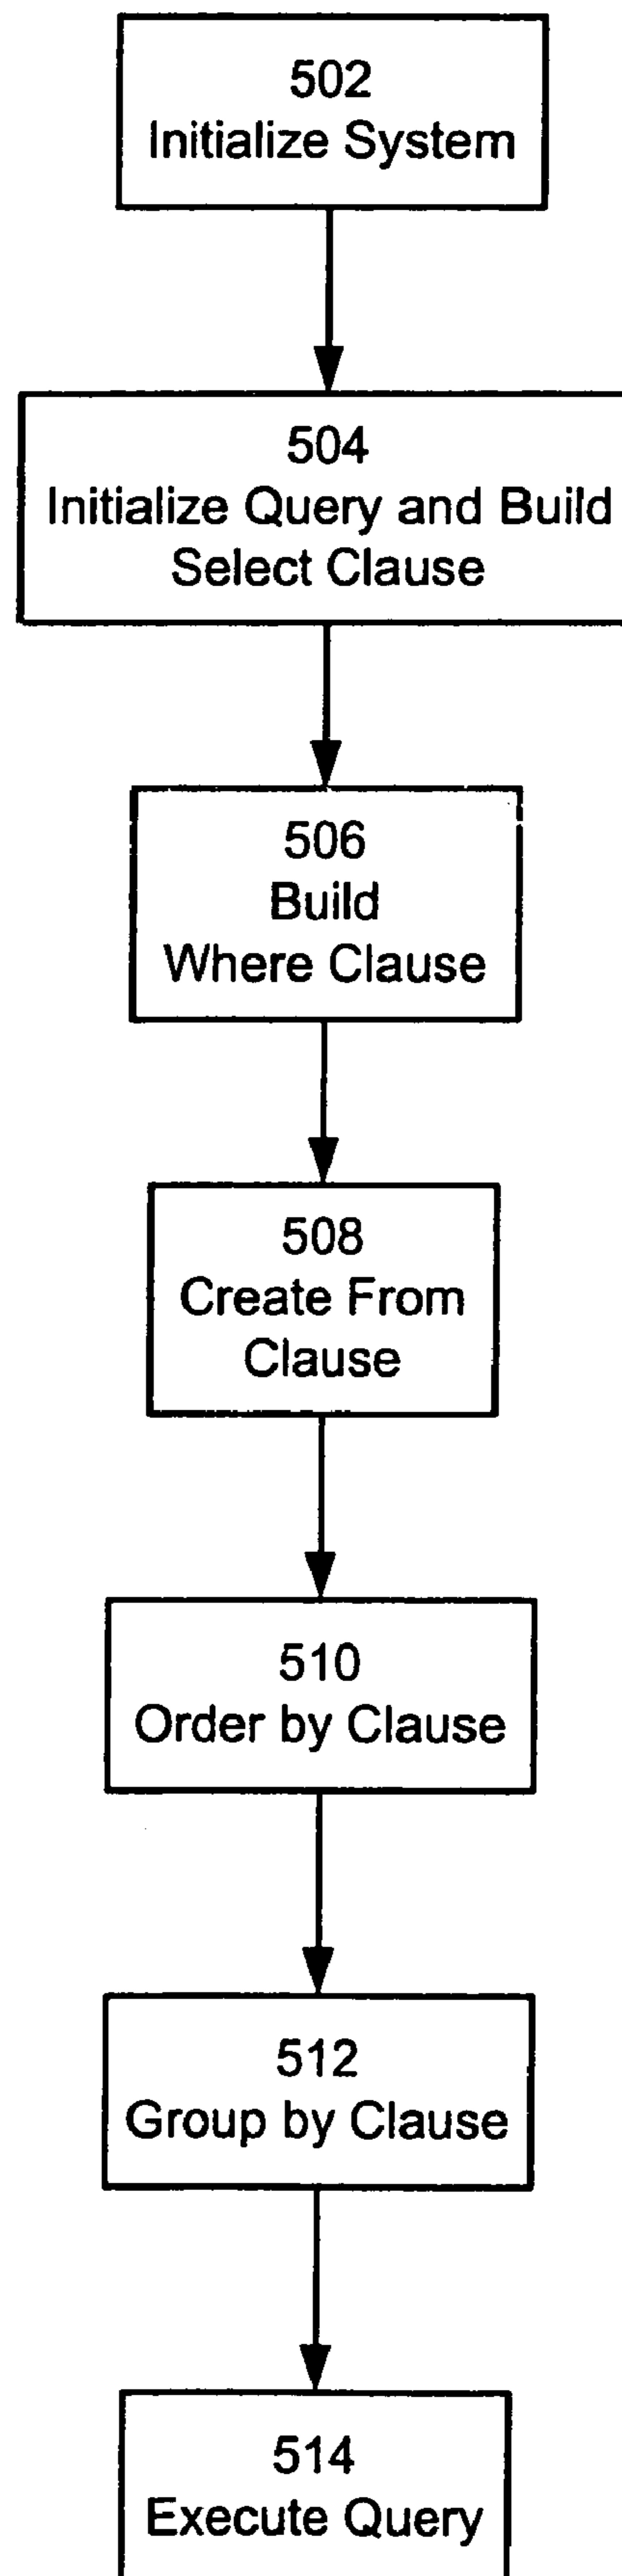 502
Initialize System
504
Initialize Query and Build
Select Clause
506
Build
Where Clause
508
Create From
Clause
510
Order by Clause
512
Group by Clause
514
Execute Query